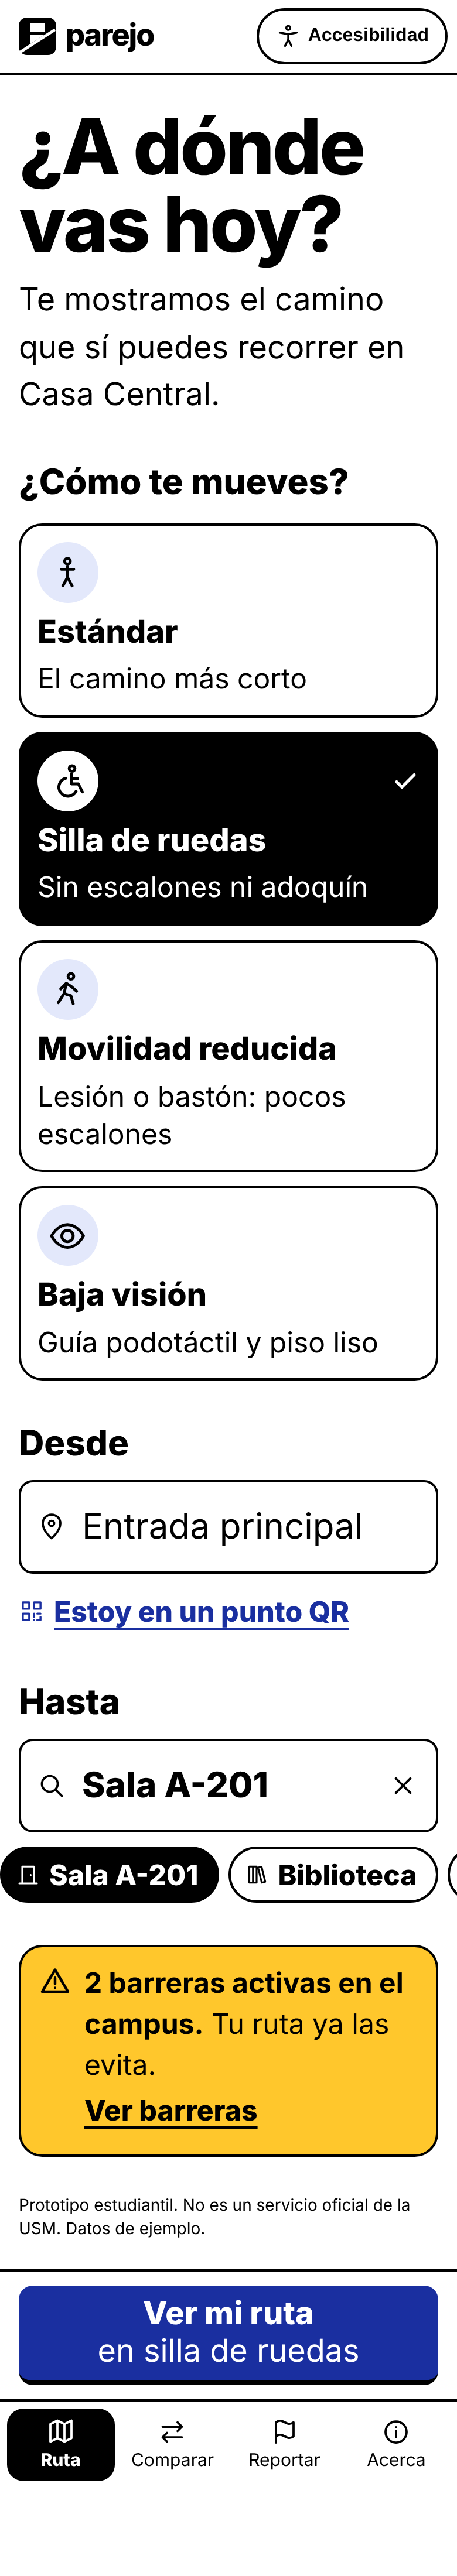 parejo
Accesibilidad
¿A dónde
vas hoy?
Te mostramos el camino
que sí puedes recorrer en
Casa Central.
¿Cómo te mueves?
Estándar
El camino más corto
Silla de ruedas
Sin escalones ni adoquín
Movilidad reducida
Lesión o bastón: pocos
escalones
Baja visión
Guía podotáctil y piso liso
Desde
Entrada principal
Estoy en un punto QR
Hasta
Sala A-201
Sala A-201
Biblioteca
2 barreras activas en el
campus. Tu ruta ya las
evita.
Ver barreras
Prototipo estudiantil. No es un servicio oficial de la
USM. Datos de ejemplo.
Ver mi ruta
en silla de ruedas
Ruta
Comparar
Reportar
Acerca